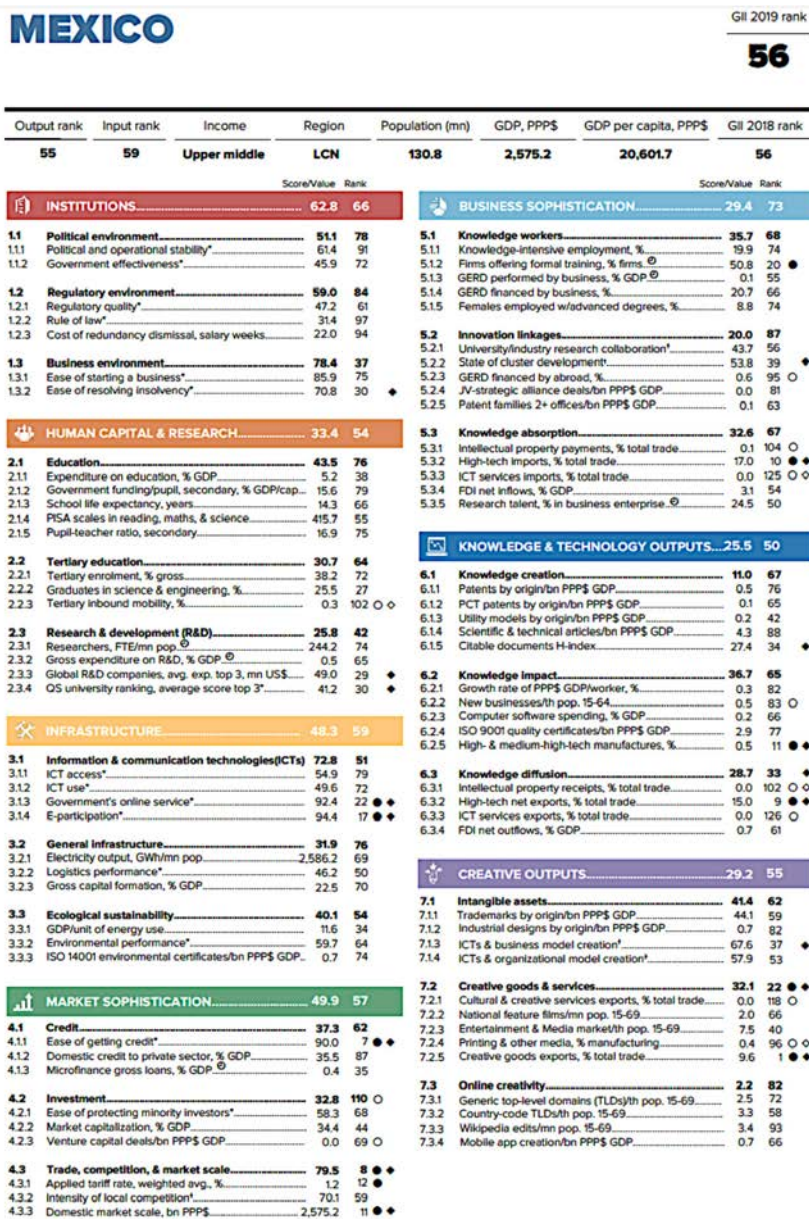 MEXICO
GII 2019 rank
56
Output rank Input rank Income Region Population (mn) GDP, PPP$ GDP per capita, PPP$ GII 2018 rank
55 59 Upper middle LCN 130.8 2,575.2 20,601.7 56
Score/Value Rank
INSTITUTIONS 62.8 66
1.1 Political environment 51.1 78
1.1.1 Political and operational stability* 61.4 91
1.1.2 Government effectiveness* 45.9 72
1.2 Regulatory environment 59.0 84
1.2.1 Regulatory quality* 47.2 61
1.2.2 Rule of law* 31.4 97
1.2.3 Cost of redundancy dismissal, salary weeks 22.0 94
1.3 Business environment 78.4 37
1.3.1 Ease of starting a business* 85.9 75
1.3.2 Ease of resolving insolvency* 70.8 30 ◆
HUMAN CAPITAL & RESEARCH 33.4 54
2.1 Education 43.5 76
2.1.1 Expenditure on education, % GDP 5.2 38
2.1.2 Government funding/pupil, secondary, % GDP/cap... 15.6 79
2.1.3 School life expectancy, years 14.3 66
2.1.4 PISA scales in reading, maths, & science 415.7 55
2.1.5 Pupil-teacher ratio, secondary 16.9 75
2.2 Tertiary education 30.7 64
2.2.1 Tertiary enrolment, % gross 38.2 72
2.2.2 Graduates in science & engineering, % 25.5 27
2.2.3 Tertiary inbound mobility, % 0.3 102 ○ ◇
2.3 Research & development (R&D) 25.8 42
2.3.1 Researchers, FTE/mn pop. 244.2 74
2.3.2 Gross expenditure on R&D, % GDP 0.5 65
2.3.3 Global R&D companies, avg. exp. top 3, mn US$ 49.0 29 ◆
2.3.4 QS university ranking, average score top 3* 41.2 30 ◆
INFRASTRUCTURE 48.3 59
3.1 Information & communication technologies(ICTs) 72.8 51
3.1.1 ICT access* 54.9 79
3.1.2 ICT use* 49.6 72
3.1.3 Government's online service* 92.4 22 ● ◆
3.1.4 E-participation* 94.4 17 ● ◆
3.2 General infrastructure 31.9 76
3.2.1 Electricity output, GWh/mn pop 2,586.2 69
3.2.2 Logistics performance* 46.2 50
3.2.3 Gross capital formation, % GDP 22.5 70
3.3 Ecological sustainability 40.1 54
3.3.1 GDP/unit of energy use 11.6 34
3.3.2 Environmental performance* 59.7 64
3.3.3 ISO 14001 environmental certificates/bn PPP$ GDP.. 0.7 74
MARKET SOPHISTICATION 49.9 57
4.1 Credit 37.3 62
4.1.1 Ease of getting credit* 90.0 7 ● ◆
4.1.2 Domestic credit to private sector, % GDP 35.5 87
4.1.3 Microfinance gross loans, % GDP 0.4 35
4.2 Investment 32.8 110 ○
4.2.1 Ease of protecting minority investors* 58.3 68
4.2.2 Market capitalization, % GDP 34.4 44
4.2.3 Venture capital deals/bn PPP$ GDP 0.0 69 ○
4.3 Trade, competition, & market scale 79.5 8 ● ◆
4.3.1 Applied tariff rate, weighted avg., % 1.2 12 ●
4.3.2 Intensity of local competition† 70.1 59
4.3.3 Domestic market scale, bn PPP$ 2,575.2 11 ● ◆
Score/Value Rank
BUSINESS SOPHISTICATION 29.4 73
5.1 Knowledge workers 35.7 68
5.1.1 Knowledge-intensive employment, % 19.9 74
5.1.2 Firms offering formal training, % firms 50.8 20 ●
5.1.3 GERD performed by business, % GDP 0.1 55
5.1.4 GERD financed by business, % 20.7 66
5.1.5 Females employed w/advanced degrees, % 8.8 74
5.2 Innovation linkages 20.0 87
5.2.1 University/industry research collaboration† 43.7 56
5.2.2 State of cluster development† 53.8 39 ◆
5.2.3 GERD financed by abroad, % 0.6 95 ○
5.2.4 JV-strategic alliance deals/bn PPP$ GDP 0.0 81
5.2.5 Patent families 2+ offices/bn PPP$ GDP 0.1 63
5.3 Knowledge absorption 32.6 67
5.3.1 Intellectual property payments, % total trade 0.1 104 ○
5.3.2 High-tech imports, % total trade 17.0 10 ● ◆
5.3.3 ICT services imports, % total trade 0.0 125 ○ ◇
5.3.4 FDI net inflows, % GDP 3.1 54
5.3.5 Research talent, % in business enterprise 24.5 50
KNOWLEDGE & TECHNOLOGY OUTPUTS 25.5 50
6.1 Knowledge creation 11.0 67
6.1.1 Patents by origin/bn PPP$ GDP 0.5 76
6.1.2 PCT patents by origin/bn PPP$ GDP 0.1 65
6.1.3 Utility models by origin/bn PPP$ GDP 0.2 42
6.1.4 Scientific & technical articles/bn PPP$ GDP 4.3 88
6.1.5 Citable documents H-index 27.4 34 ◆
6.2 Knowledge impact 36.7 65
6.2.1 Growth rate of PPP$ GDP/worker, % 0.3 82
6.2.2 New businesses/th pop. 15-64 0.5 83 ○
6.2.3 Computer software spending, % GDP 0.2 66
6.2.4 ISO 9001 quality certificates/bn PPP$ GDP 2.9 77
6.2.5 High- & medium-high-tech manufactures, % 0.5 11 ● ◆
6.3 Knowledge diffusion 28.7 33 ◆
6.3.1 Intellectual property receipts, % total trade 0.0 102 ○ ◇
6.3.2 High-tech net exports, % total trade 15.0 9 ● ◆
6.3.3 ICT services exports, % total trade 0.0 126 ○
6.3.4 FDI net outflows, % GDP 0.7 61
CREATIVE OUTPUTS 29.2 55
7.1 Intangible assets 41.4 62
7.1.1 Trademarks by origin/bn PPP$ GDP 44.1 59
7.1.2 Industrial designs by origin/bn PPP$ GDP 0.7 82
7.1.3 ICTs & business model creation† 67.6 37 ◆
7.1.4 ICTs & organizational model creation† 57.9 53
7.2 Creative goods & services 32.1 22 ● ◆
7.2.1 Cultural & creative services exports, % total trade 0.0 118 ○
7.2.2 National feature films/mn pop. 15-69 2.0 66
7.2.3 Entertainment & Media market/th pop. 15-69 7.5 40
7.2.4 Printing & other media, % manufacturing 0.4 96 ○ ◇
7.2.5 Creative goods exports, % total trade 9.6 1 ● ◆
7.3 Online creativity 2.2 82
7.3.1 Generic top-level domains (TLDs)/th pop. 15-69 2.5 72
7.3.2 Country-code TLDs/th pop. 15-69 3.3 58
7.3.3 Wikipedia edits/mn pop. 15-69 3.4 93
7.3.4 Mobile app creation/bn PPP$ GDP 0.7 66